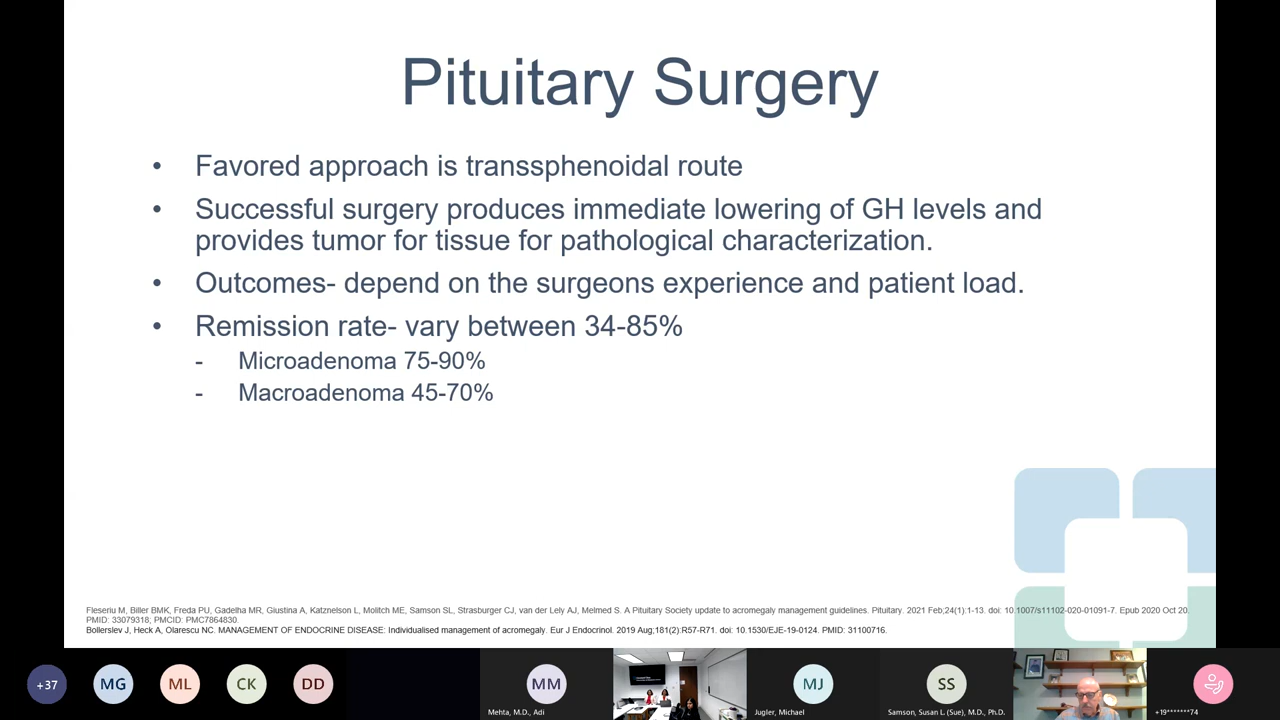 Pituitary Surgery
• Favored approach is transsphenoidal route
• Successful surgery produces immediate lowering of GH levels and
provides tumor for tissue for pathological characterization.
• Outcomes- depend on the surgeons experience and patient load.
• Remission rate- vary between 34-85%
- Microadenoma 75-90%
- Macroadenoma 45-70%
Fleseriu M, Biller BMK, Freda PU, Gadelha MR, Giustina A, Katznelson L, Molitch ME, Samson SL, Strasburger CJ, van der Lely AJ, Melmed S. A Pituitary Society update to acromegaly management guidelines. Pituitary. 2021 Feb;24(1):1-13. doi: 10.1007/s11102-020-01091-7. Epub 2020 Oct 20.
PMID: 33079318; PMCID: PMC7864830.
Bollerslev J, Heck A, Olarescu NC. MANAGEMENT OF ENDOCRINE DISEASE: Individualised management of acromegaly. Eur J Endocrinol. 2019 Aug;181(2):R57-R71. doi: 10.1530/EJE-19-0124. PMID: 31100716.
+37
MG
ML
CK
DD
MM
MJ
SS
Mehta, M.D., Adi
Jugler, Michael
Samson, Susan L. (Sue), M.D., Ph.D.
+19*******74